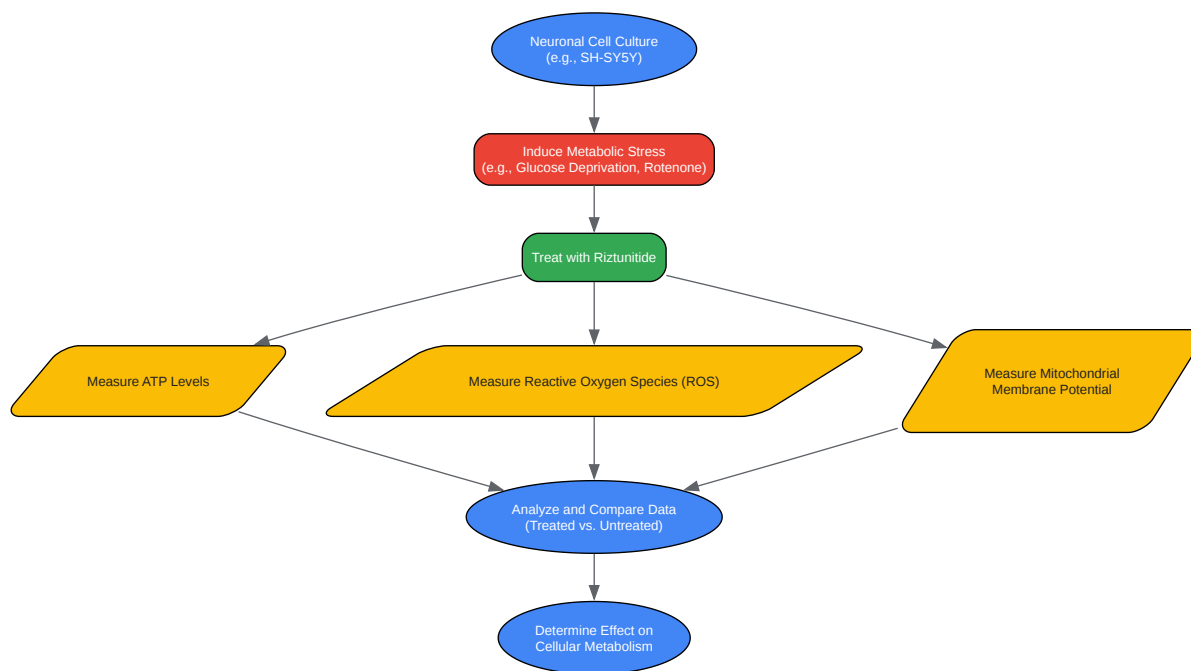 Neuronal Cell Culture
(e.g., SH-SY5Y)
Induce Metabolic Stress
(e.g., Glucose Deprivation, Rotenone)
Treat with Riztunitide
Measure ATP Levels
Measure Reactive Oxygen Species (ROS)
Measure Mitochondrial
Membrane Potential
Analyze and Compare Data
(Treated vs. Untreated)
Determine Effect on
Cellular Metabolism